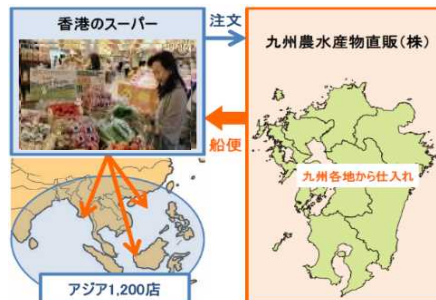 香港のスーパー
注文
九州農水産物直販(株)
船便
九州各地から仕入れ
アジア1,200店